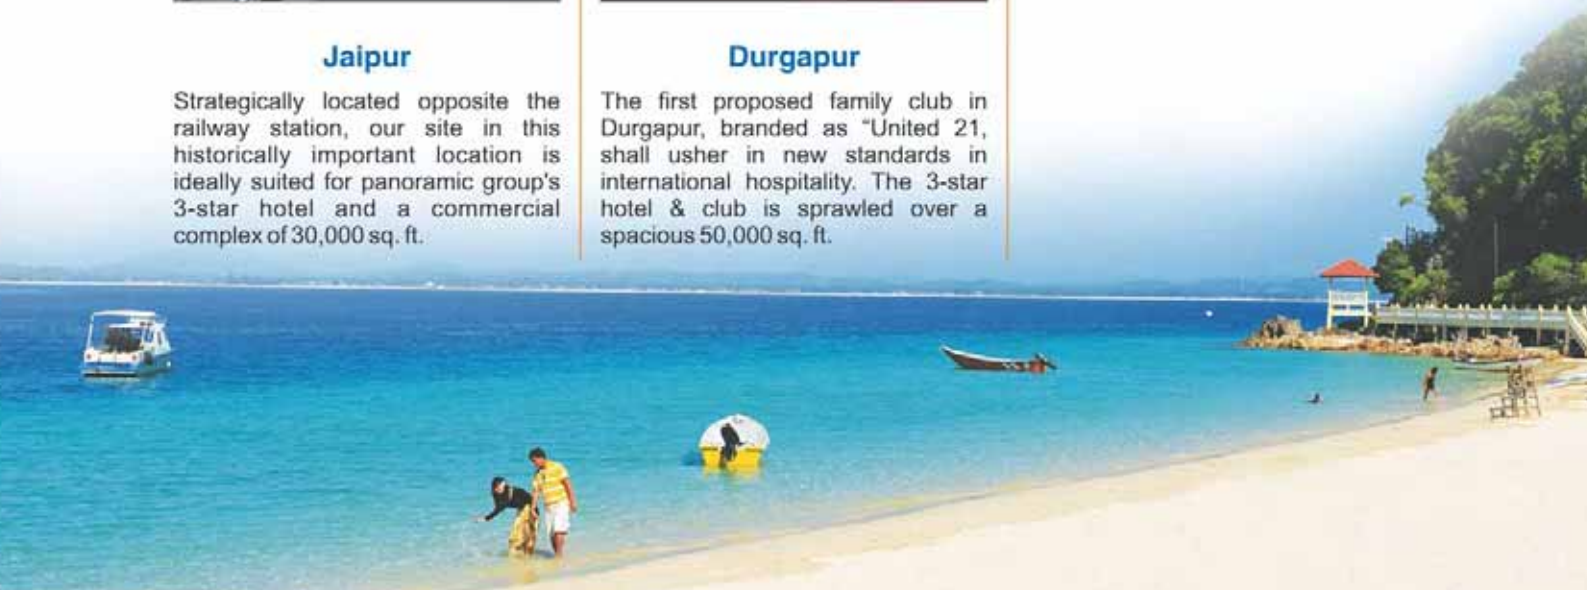 Jaipur
Strategically located opposite the
railway station, our site in this
historically important location is
ideally suited for panoramic group's
3-star hotel and a commercial
complex of 30,000 sq. ft.
Durgapur
The first proposed family club in
Durgapur, branded as “United 21,
shall usher in new standards in
international hospitality. The 3-star
hotel & club is sprawled over a
spacious 50,000 sq. ft.